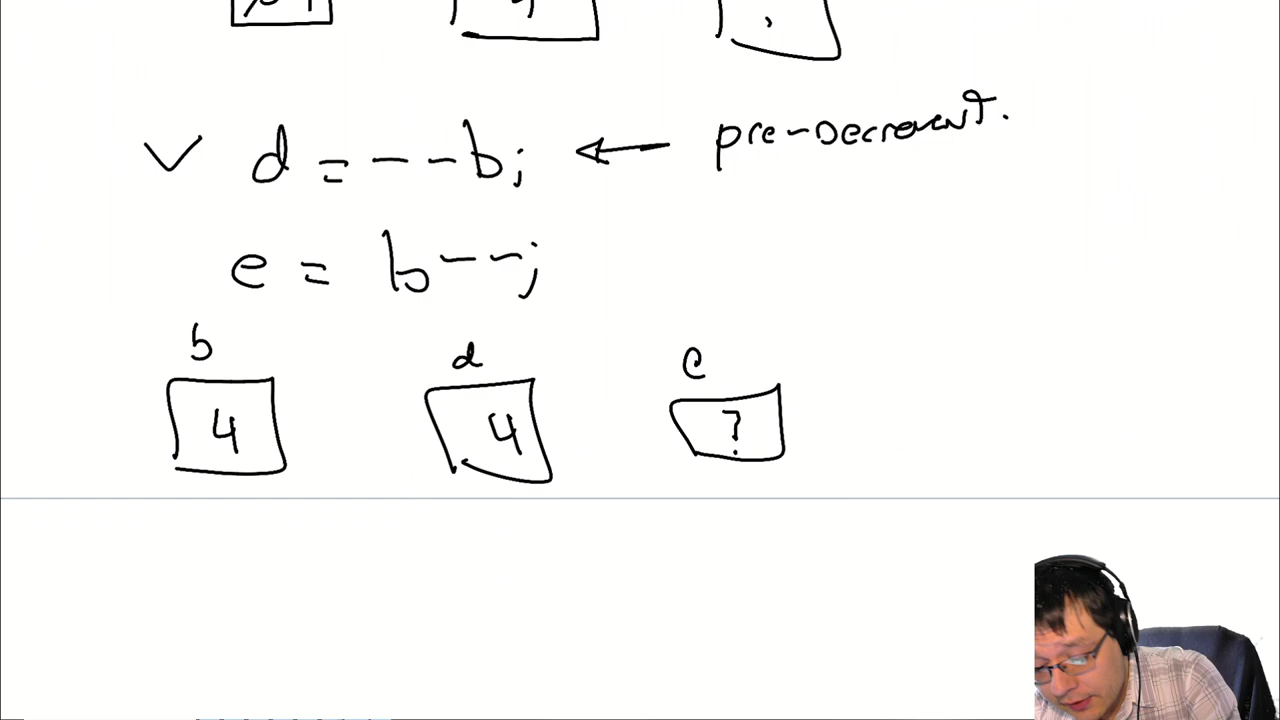 d = --b; ← pre-Decrement.
e = b--;
b d e
4 4 ?